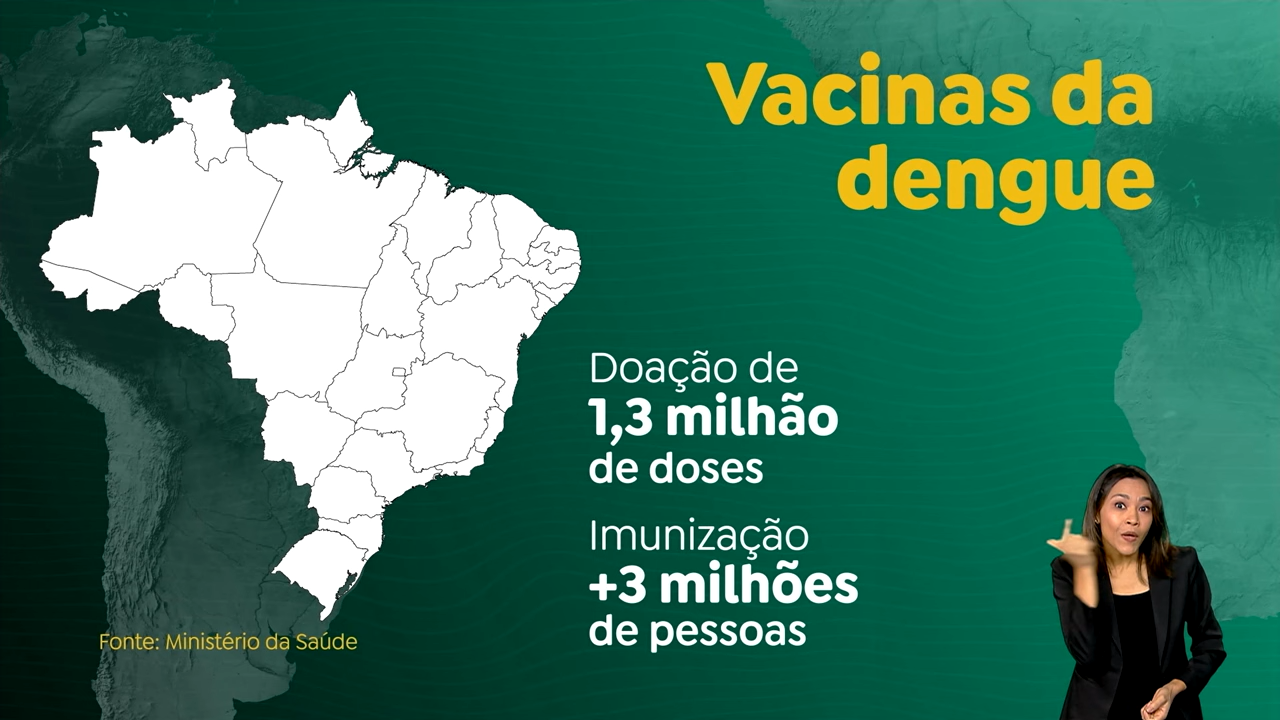 Vacinas da
dengue
Doação de
1,3 milhão
de doses
Imunização
+3 milhões
de pessoas
Fonte: Ministério da Saúde